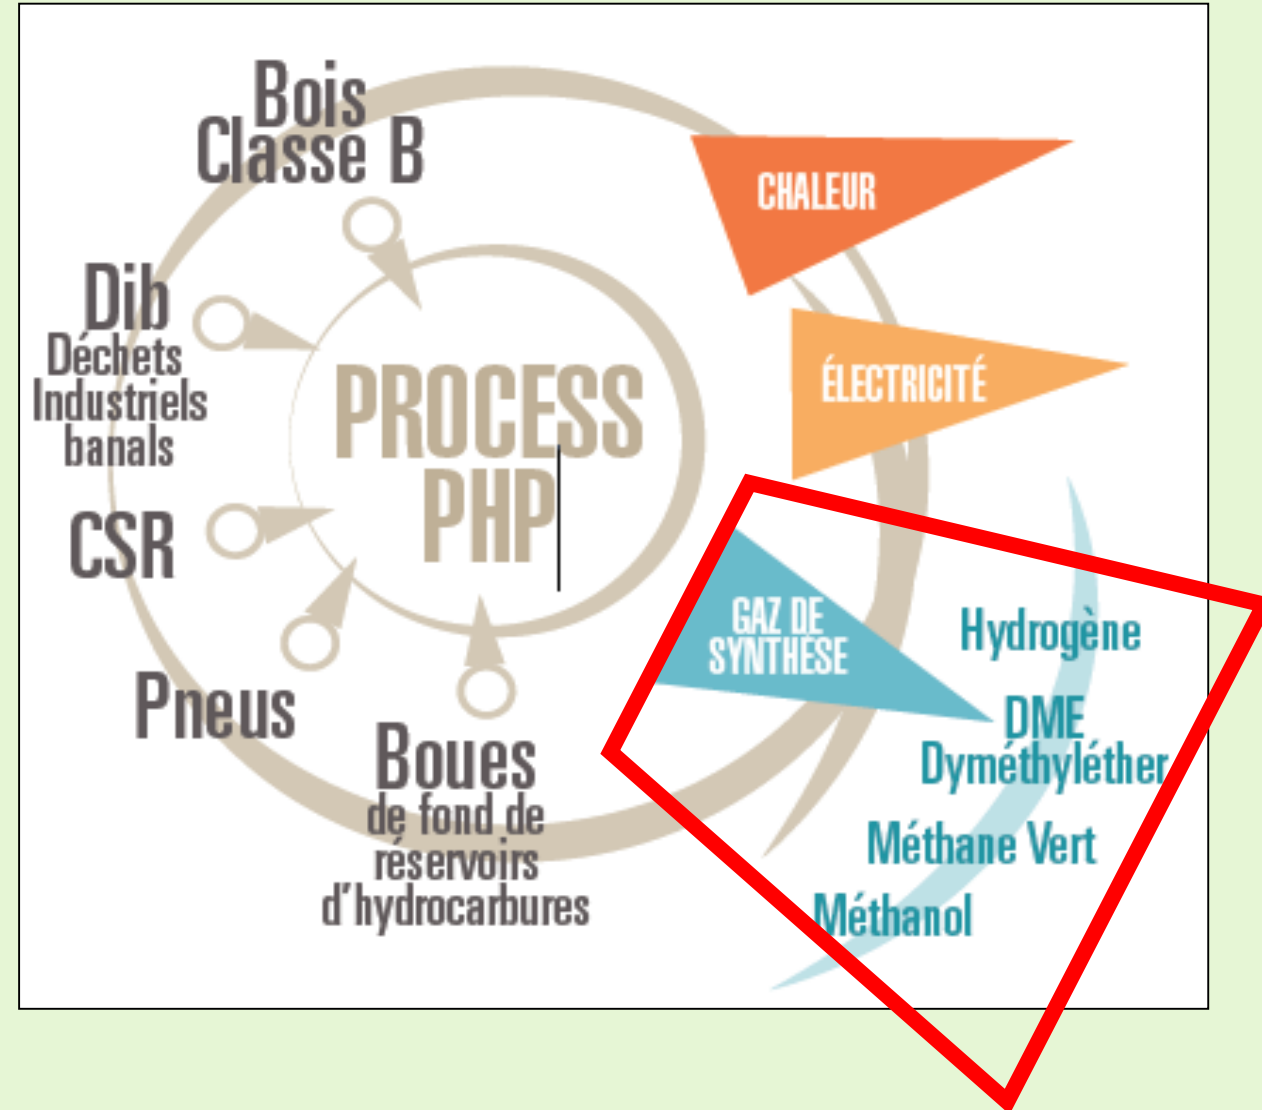 Bois
Classe B
Dib
Déchets
Industriels
banals
CSR
Pneus
Boues
de fond de
réservoirs
d'hydrocarbures
PROCESS
PHP
CHALEUR
ÉLECTRICITÉ
GAZ DE
SYNTHÈSE
Hydrogène
DME
Dyméthyléther
Méthane Vert
Méthanol